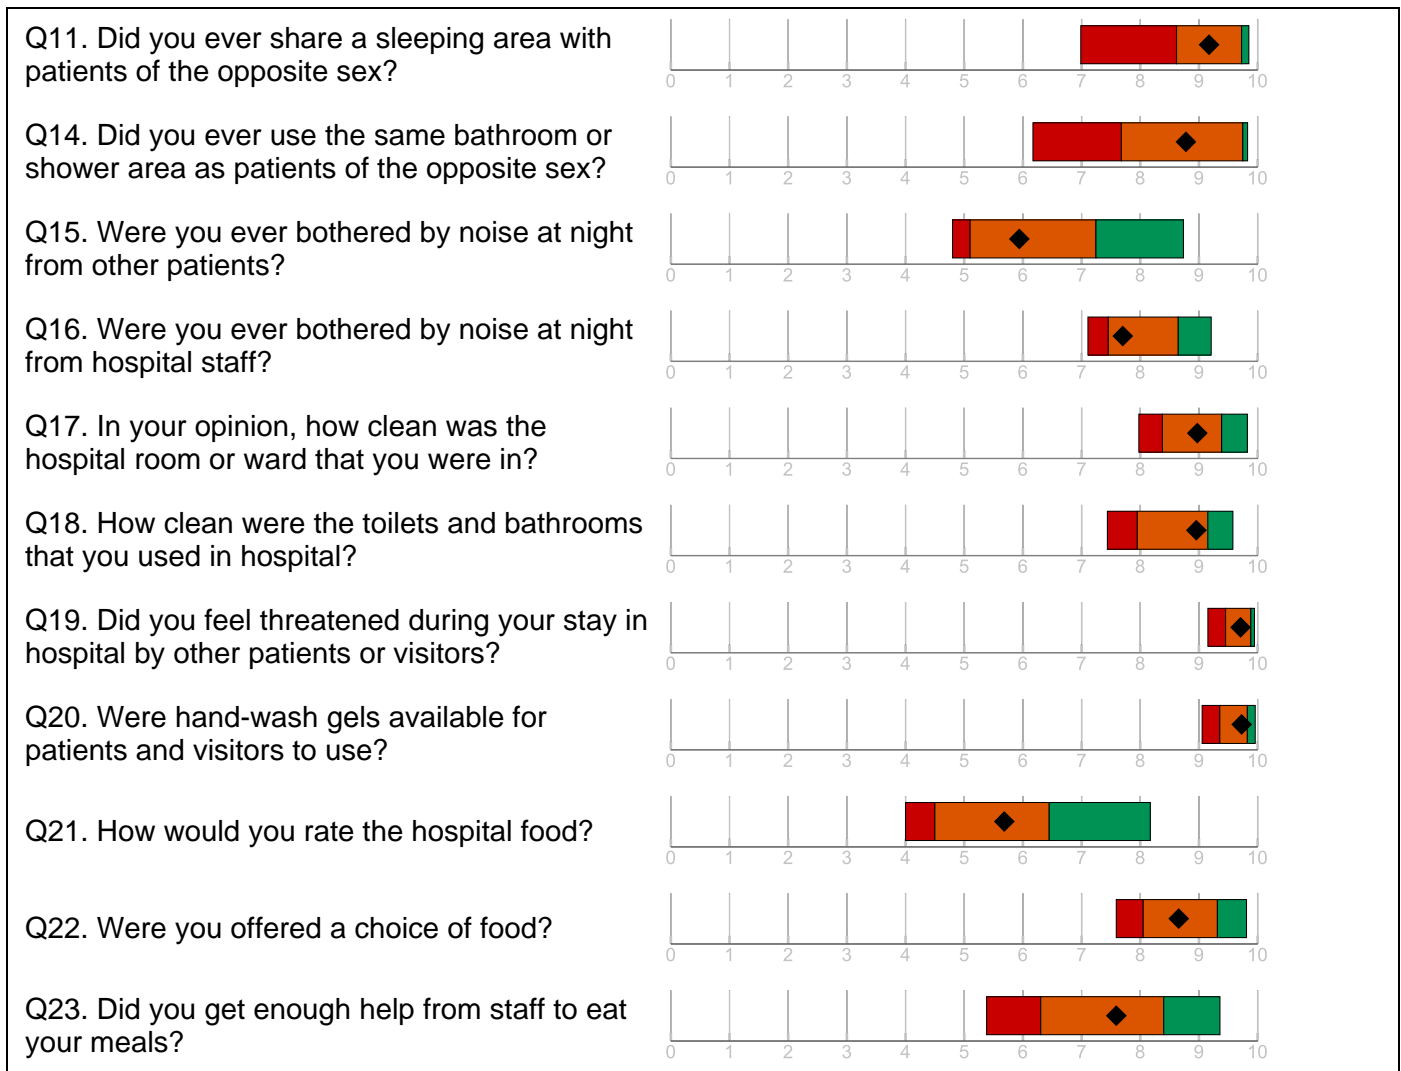 Q11. Did you ever share a sleeping area with
patients of the opposite sex?
0 1 2 3 4 5 6 7 8 9 10
Q14. Did you ever use the same bathroom or
shower area as patients of the opposite sex?
0 1 2 3 4 5 6 7 8 9 10
Q15. Were you ever bothered by noise at night
from other patients?
0 1 2 3 4 5 6 7 8 9 10
Q16. Were you ever bothered by noise at night
from hospital staff?
0 1 2 3 4 5 6 7 8 9 10
Q17. In your opinion, how clean was the
hospital room or ward that you were in?
0 1 2 3 4 5 6 7 8 9 10
Q18. How clean were the toilets and bathrooms
that you used in hospital?
0 1 2 3 4 5 6 7 8 9 10
Q19. Did you feel threatened during your stay in
hospital by other patients or visitors?
0 1 2 3 4 5 6 7 8 9 10
Q20. Were hand-wash gels available for
patients and visitors to use?
0 1 2 3 4 5 6 7 8 9 10
Q21. How would you rate the hospital food?
0 1 2 3 4 5 6 7 8 9 10
Q22. Were you offered a choice of food?
0 1 2 3 4 5 6 7 8 9 10
Q23. Did you get enough help from staff to eat
your meals?
0 1 2 3 4 5 6 7 8 9 10